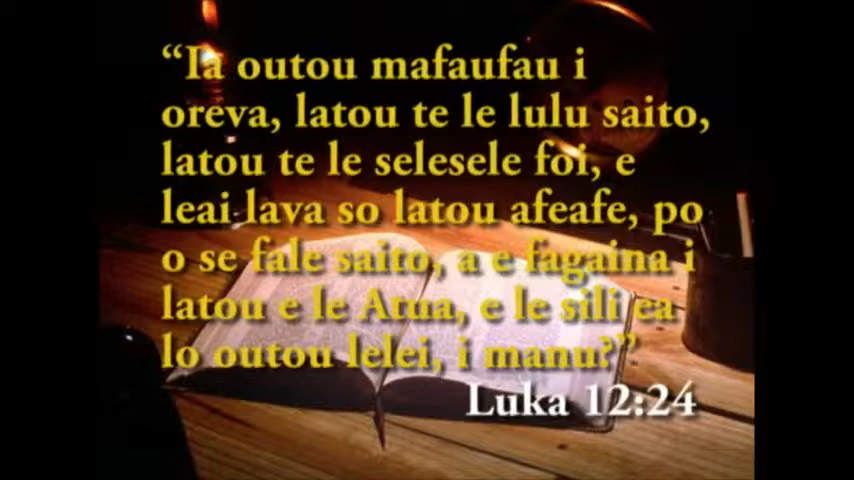 “Ia outou mafaufau i
oreva, latou te le lulu saito,
latou te le selesele foi, e
leai lava so latou afeafe, po
o se fale saito, a e fagaina i
latou e le Atua, e le sili ea
lo outou lelei, i manu?”
Luka 12:24